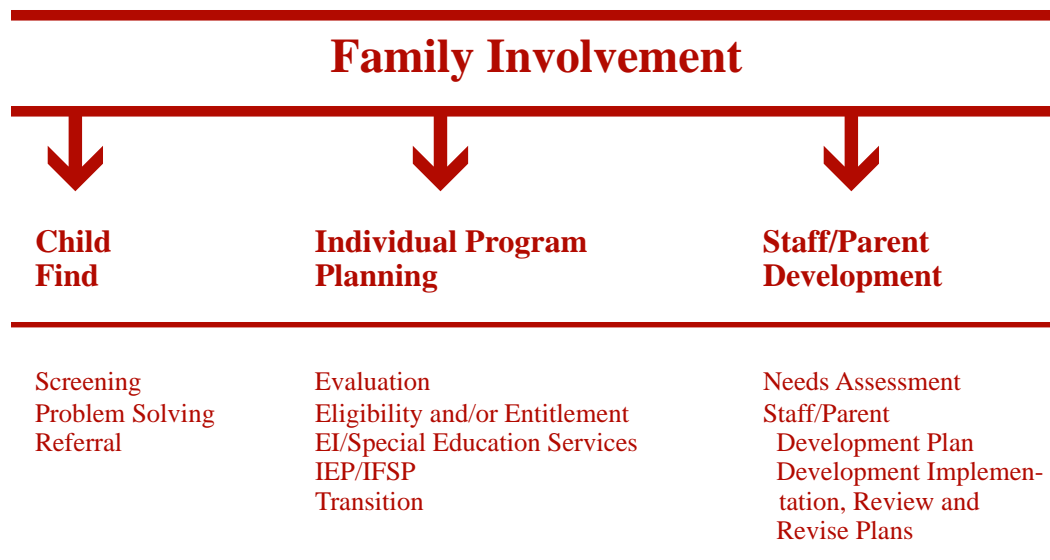 Family Involvement
Child
Find
Individual Program
Planning
Staff/Parent
Development
Screening
Problem Solving
Referral
Evaluation
Eligibility and/or Entitlement
EI/Special Education Services
IEP/IFSP
Transition
Needs Assessment
Staff/Parent
Development Plan
Development Implemen-
tation, Review and
Revise Plans